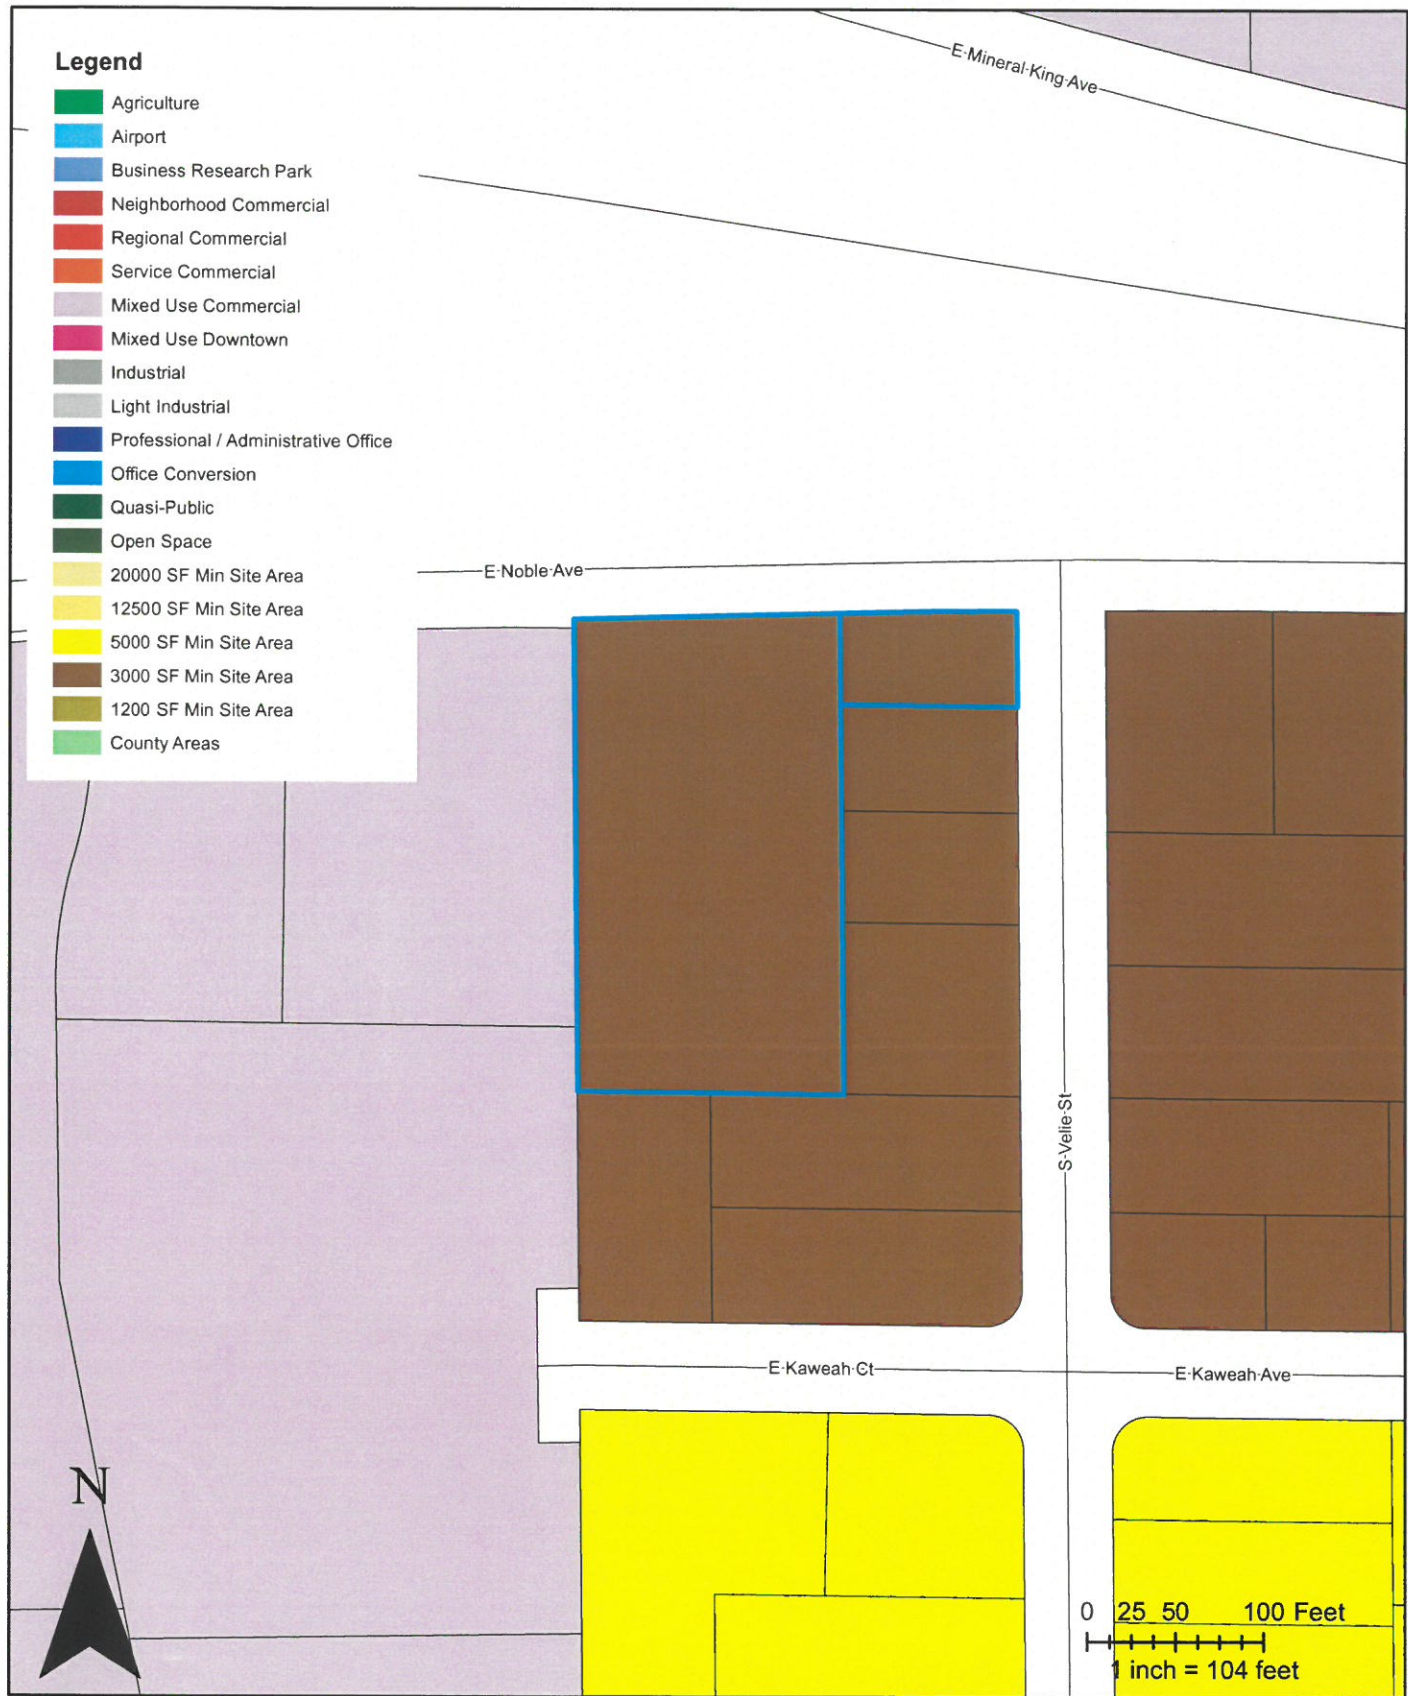 Legend
Agriculture
Airport
Business Research Park
Neighborhood Commercial
Regional Commercial
Service Commercial
Mixed Use Commercial
Mixed Use Downtown
Industrial
Light Industrial
Professional / Administrative Office
Office Conversion
Quasi-Public
Open Space
20000 SF Min Site Area
12500 SF Min Site Area
5000 SF Min Site Area
3000 SF Min Site Area
1200 SF Min Site Area
County Areas
E Mineral King Ave
E Noble Ave
S Velie St
E Kaweah Ct
E Kaweah Ave
N
0 25 50 100 Feet
1 inch = 104 feet